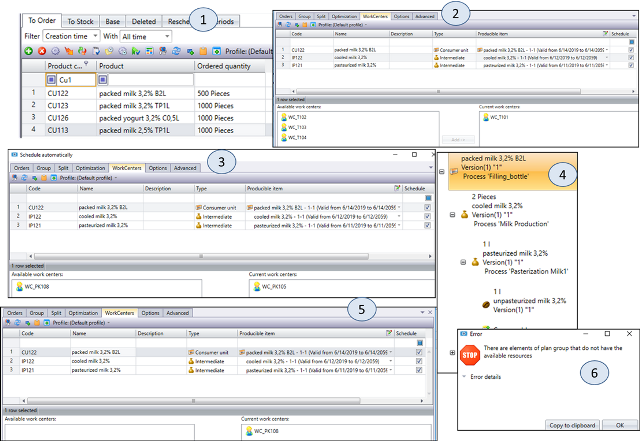 To Order To Stock Base Deleted
Filter Creation time With All time
Profile: (Default
Product c... Product Ordered quantity
Cu1
1 CU122 packed milk 3,2% B2L 500 Pieces
2 CU123 packed milk 3,2% TP1L 1000 Pieces
3 CU126 packed yogurt 3,2% C0,5L 1000 Pieces
4 CU113 packed milk 2,5% TP1L 1000 Pieces
1
2
Orders Group Split Optimization WorkCenters Options Advanced
Profile: (Default profile)
Code Name Description Type Producible item Schedule
1 CU122 packed milk 3,2% B2L Consumer unit packed milk 3,2% B2L - 1-1 (Valid from 6/14/2019 to 6/14/2059)
2 IP122 cooled milk 3,2% Intermediate cooled milk 3,2% - 1-1 (Valid from 6/12/2019 to 6/12/2059)
3 IP121 pasteurized milk 3,2% Intermediate pasteurized milk 3,2% - 1-1 (Valid from 6/11/2019 to 6/11/2059)
1 row selected
Available work centers: Current work centers:
WC_T102 WC_T101
WC_T103
WC_T104
Schedule automatically
3
Orders Group Split Optimization WorkCenters Options Advanced
Profile: (Default profile)
Code Name Description Type Producible item Schedule
1 CU122 packed milk 3,2% B2L Consumer unit packed milk 3,2% B2L - 1-1 (Valid from 6/14/2019 to 6/14/2059
2 IP122 cooled milk 3,2% Intermediate cooled milk 3,2% - 1-1 (Valid from 6/12/2019 to 6/12/2059)
3 IP121 pasteurized milk 3,2% Intermediate pasteurized milk 3,2% - 1-1 (Valid from 6/11/2019 to 6/11/2059)
1 row selected
Available work centers: Current work centers:
WC_PK108 WC_PK105
packed milk 3,2% B2L
Version(1) "1"
Process 'Filling_bottle'
4
2 Pieces
cooled milk 3,2%
Version(1) "1"
Process 'Milk Production'
1 l
pasteurized milk 3,2%
Version(1) "1"
Process 'Pasterization Milk1'
1 l
unpasteurized milk 3,2%
Version(1) "1"
5
Orders Group Split Optimization WorkCenters Options Advanced
Profile: (Default profile)
Code Name Description Type Producible item Schedule
1 CU122 packed milk 3,2% B2L Consumer unit packed milk 3,2% B2L - 1-1 (Valid from 6/14/2019 to 6/14/2059)
2 IP122 cooled milk 3,2% Intermediate cooled milk 3,2% - 1-1 (Valid from 6/12/2019 to 6/12/2059)
3 IP121 pasteurized milk 3,2% Intermediate pasteurized milk 3,2% - 1-1 (Valid from 6/11/2019 to 6/11/2059)
1 row selected
Available work centers: Current work centers:
WC_PK108
Error
There are elements of plan group that do not have the
available resources
STOP
6
Error details
Copy to clipboard OK